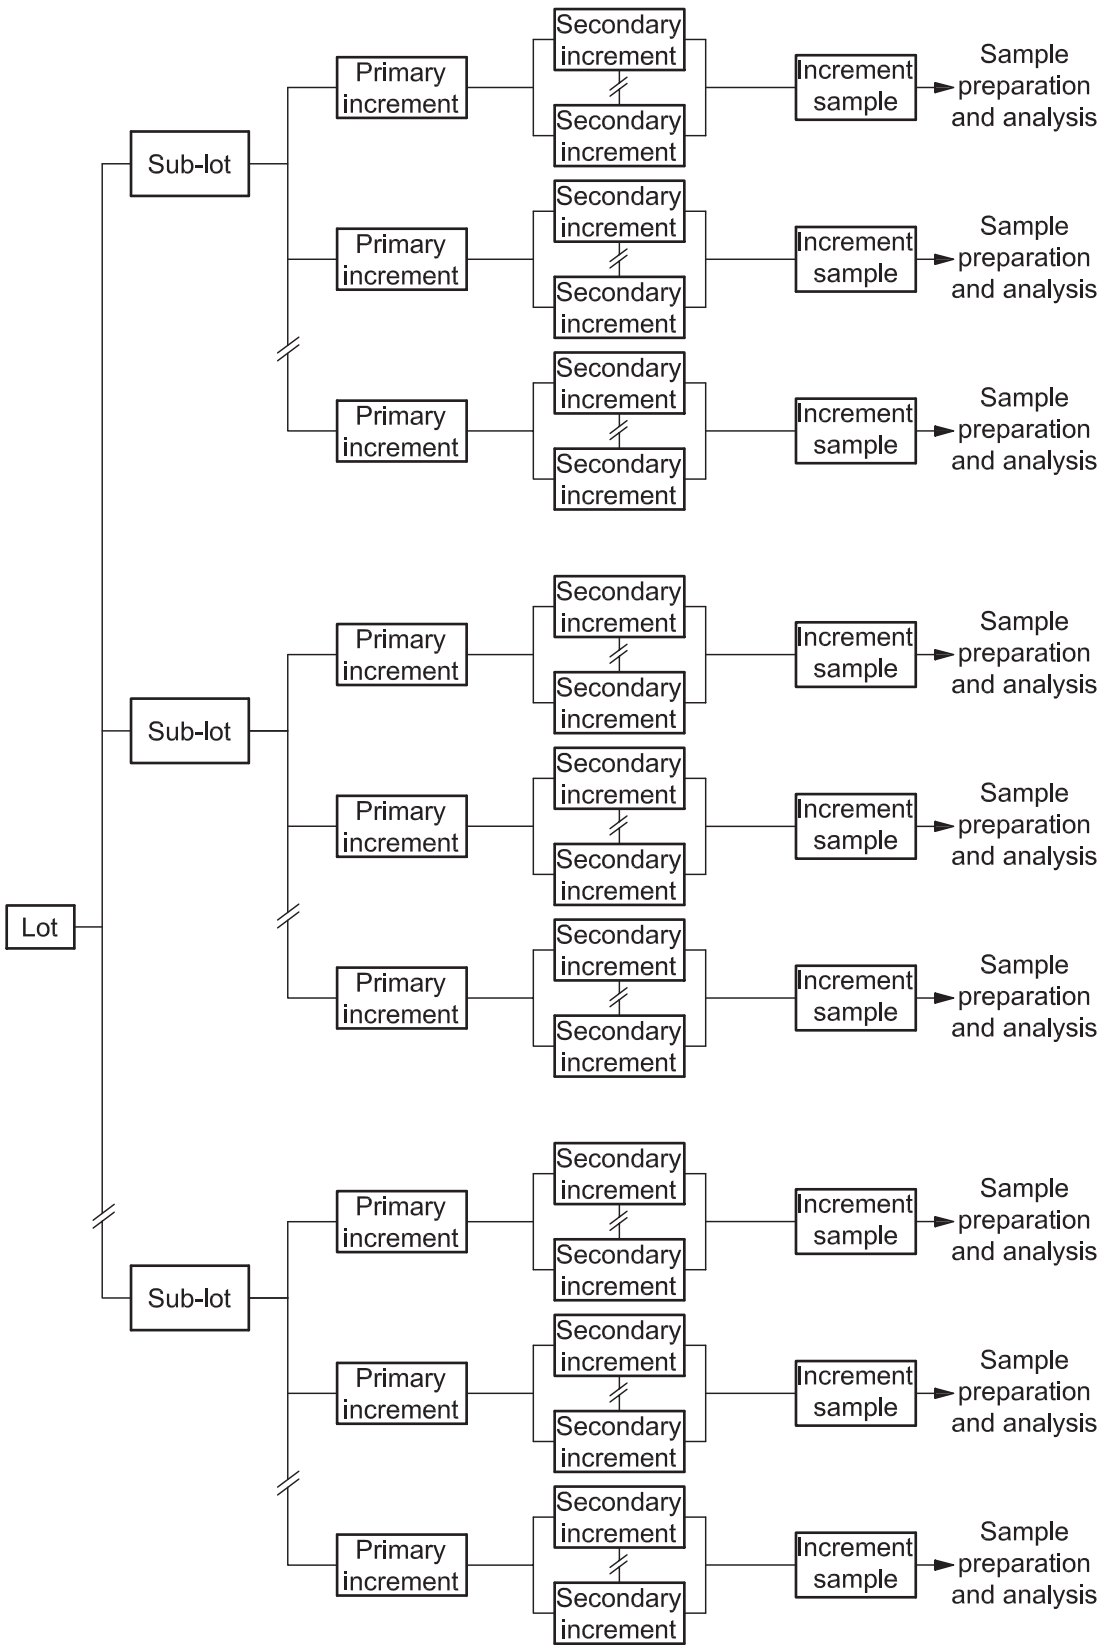 Secondary
increment
Primary
increment
Increment
sample
Sample
preparation
and analysis
Secondary
increment
Sub-lot
Secondary
increment
Primary
increment
Increment
sample
Sample
preparation
and analysis
Secondary
increment
Secondary
increment
Primary
increment
Increment
sample
Sample
preparation
and analysis
Secondary
increment
Secondary
increment
Primary
increment
Increment
sample
Sample
preparation
and analysis
Secondary
increment
Sub-lot
Secondary
increment
Primary
increment
Increment
sample
Sample
preparation
and analysis
Secondary
increment
Lot
Secondary
increment
Primary
increment
Increment
sample
Sample
preparation
and analysis
Secondary
increment
Secondary
increment
Primary
increment
Increment
sample
Sample
preparation
and analysis
Secondary
increment
Sub-lot
Secondary
increment
Primary
increment
Increment
sample
Sample
preparation
and analysis
Secondary
increment
Secondary
increment
Primary
increment
Increment
sample
Sample
preparation
and analysis
Secondary
increment